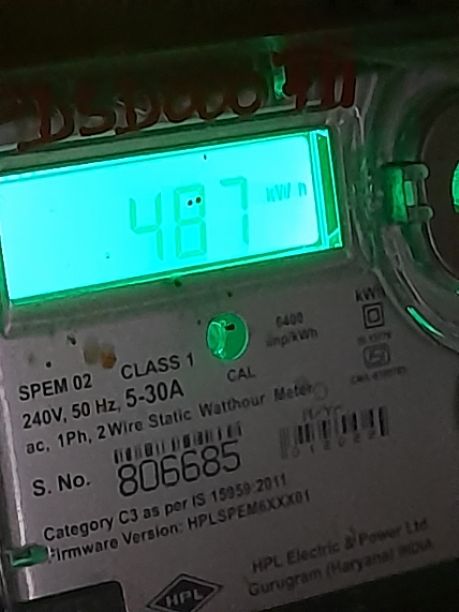 487 kWh
6400
imp/kWh
kWh
SPEM 02 CLASS 1
CAL
240V, 50 Hz, 5-30A
ac, 1Ph, 2Wire Static Watthour Meter
S. No. 806685
Category C3 as per IS 15959:2011
Firmware Version: HPLSPEM6XXX01
HPL Electric & Power Ltd
Gurugram (Haryana) INDIA
HPL